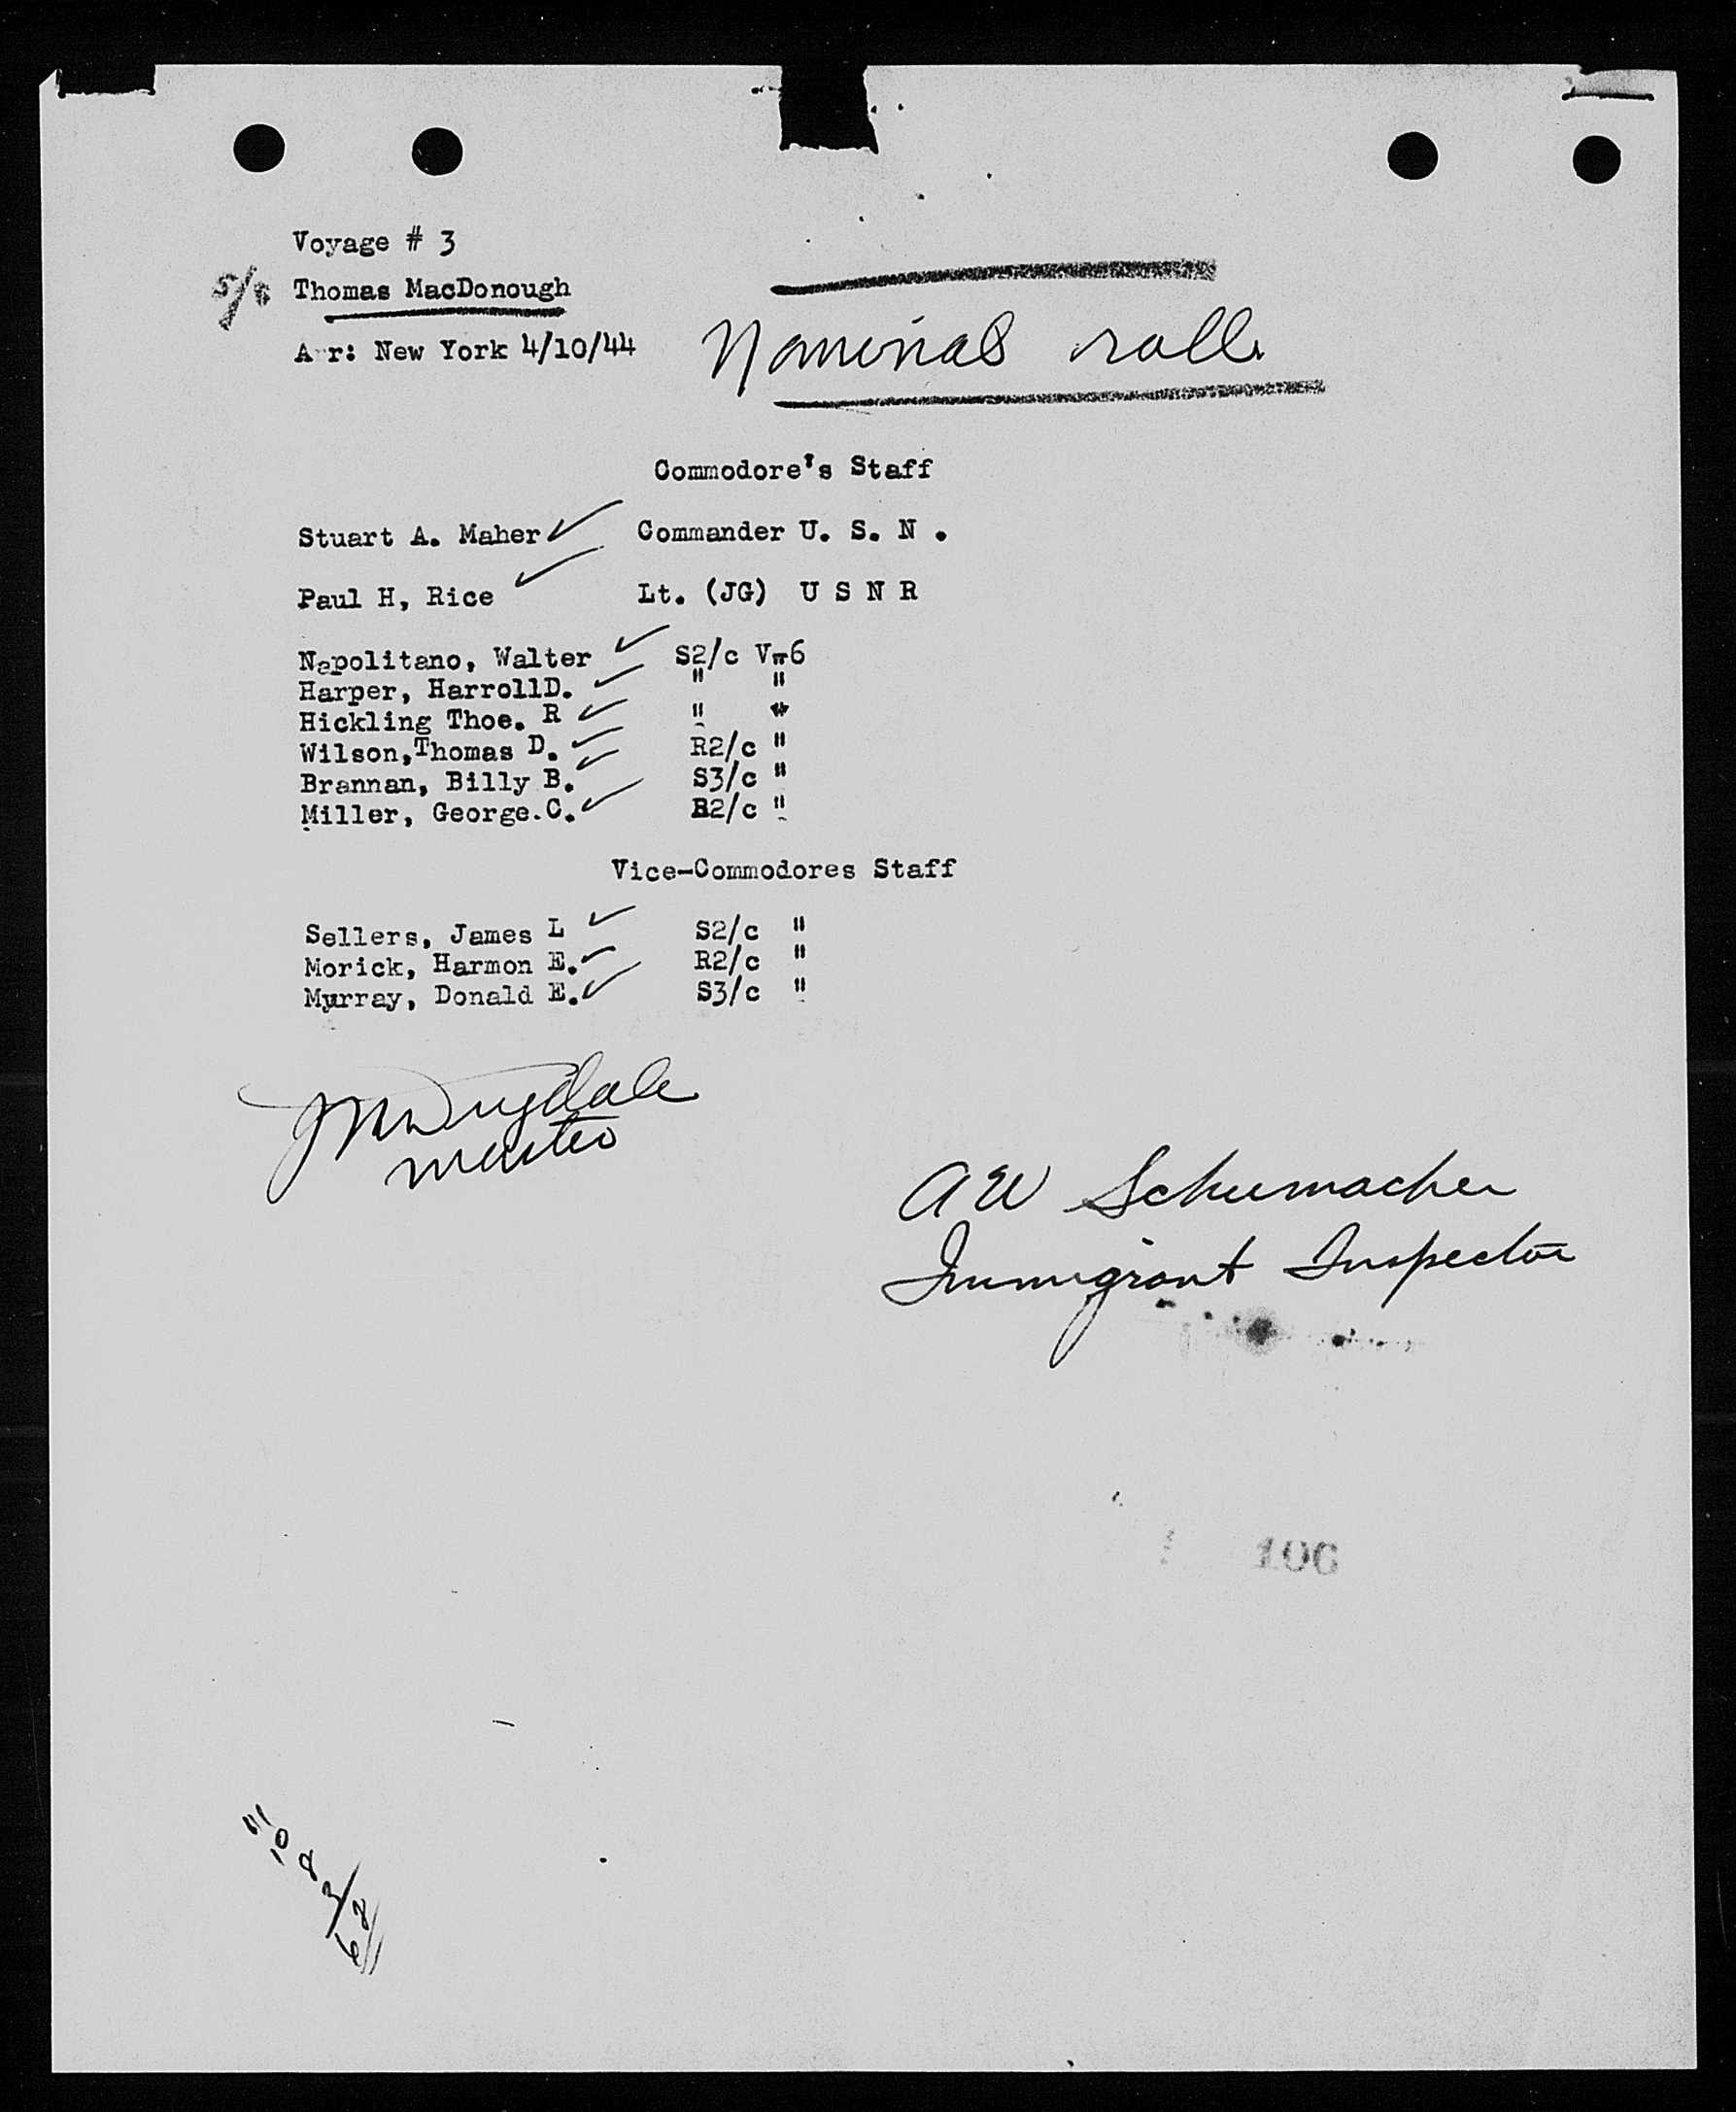 Voyage # 3
S/S Thomas MacDonough
Arr: New York 4/10/44
Nominal roll
Commodore's Staff
Stuart A. Maher Commander U. S. N .
Paul H, Rice Lt. (JG) U S N R
Napolitano, Walter S2/c V-6
Harper, HarrollD. " "
Hickling Thoe. R " "
Wilson,Thomas D. R2/c "
Brannan, Billy B. S3/c "
Miller, George.C. R2/c "
Vice-Commodores Staff
Sellers, James L S2/c "
Morick, Harmon E. R2/c "
Murray, Donald E. S3/c "
Dugdale
Master
A W Schumacher
Immigrant Inspector
106